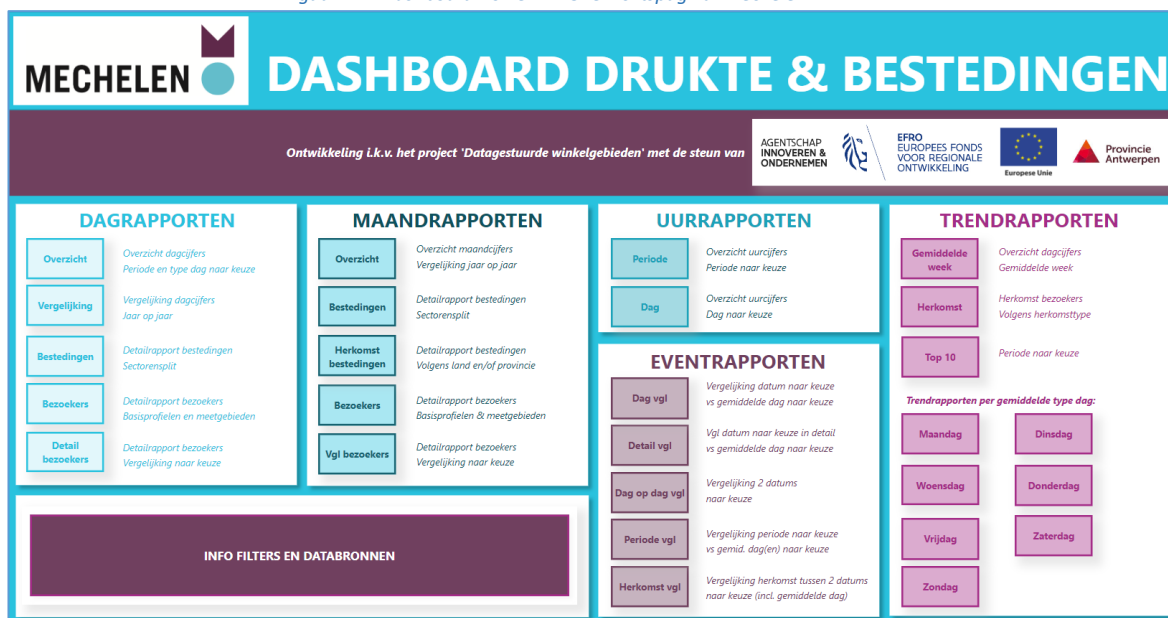 MECHELEN
DASHBOARD DRUKTE & BESTEDINGEN
Ontwikkeling i.k.v. het project 'Datagestuurde winkelgebieden' met de steun van
AGENTSCHAP
INNOVEREN &
ONDERNEMEN
EFRO
EUROPEES FONDS
VOOR REGIONALE
ONTWIKKELING
Europese Unie
Provincie
Antwerpen
DAGRAPPORTEN
Overzicht
Overzicht dagcijfers
Periode en type dag naar keuze
Vergelijking
Vergelijking dagcijfers
Jaar op jaar
Bestedingen
Detailrapport bestedingen
Sectorensplit
Bezoekers
Detailrapport bezoekers
Basisprofielen en meetgebieden
Detail
bezoekers
Detailrapport bezoekers
Vergelijking naar keuze
MAANDRAPPORTEN
Overzicht
Overzicht maandcijfers
Vergelijking jaar op jaar
Bestedingen
Detailrapport bestedingen
Sectorensplit
Herkomst
bestedingen
Detailrapport bestedingen
Volgens land en/of provincie
Bezoekers
Detailrapport bezoekers
Basisprofielen & meetgebieden
Vgl bezoekers
Detailrapport bezoekers
Vergelijking naar keuze
INFO FILTERS EN DATABRONNEN
UURRAPPORTEN
Periode
Overzicht uurcijfers
Periode naar keuze
Dag
Overzicht uurcijfers
Dag naar keuze
EVENTRAPPORTEN
Dag vgl
Vergelijking datum naar keuze
vs gemiddelde dag naar keuze
Detail vgl
Vgl datum naar keuze in detail
vs gemiddelde dag naar keuze
Dag op dag vgl
Vergelijking 2 datums
naar keuze
Periode vgl
Vergelijking periode naar keuze
vs gemid. dag(en) naar keuze
Herkomst vgl
Vergelijking herkomst tussen 2 datums
naar keuze (incl. gemiddelde dag)
TRENDRAPPORTEN
Gemiddelde
week
Overzicht dagcijfers
Gemiddelde week
Herkomst
Herkomst bezoekers
Volgens herkomsttype
Top 10
Periode naar keuze
Trendrapporten per gemiddelde type dag:
Maandag
Dinsdag
Woensdag
Donderdag
Vrijdag
Zaterdag
Zondag